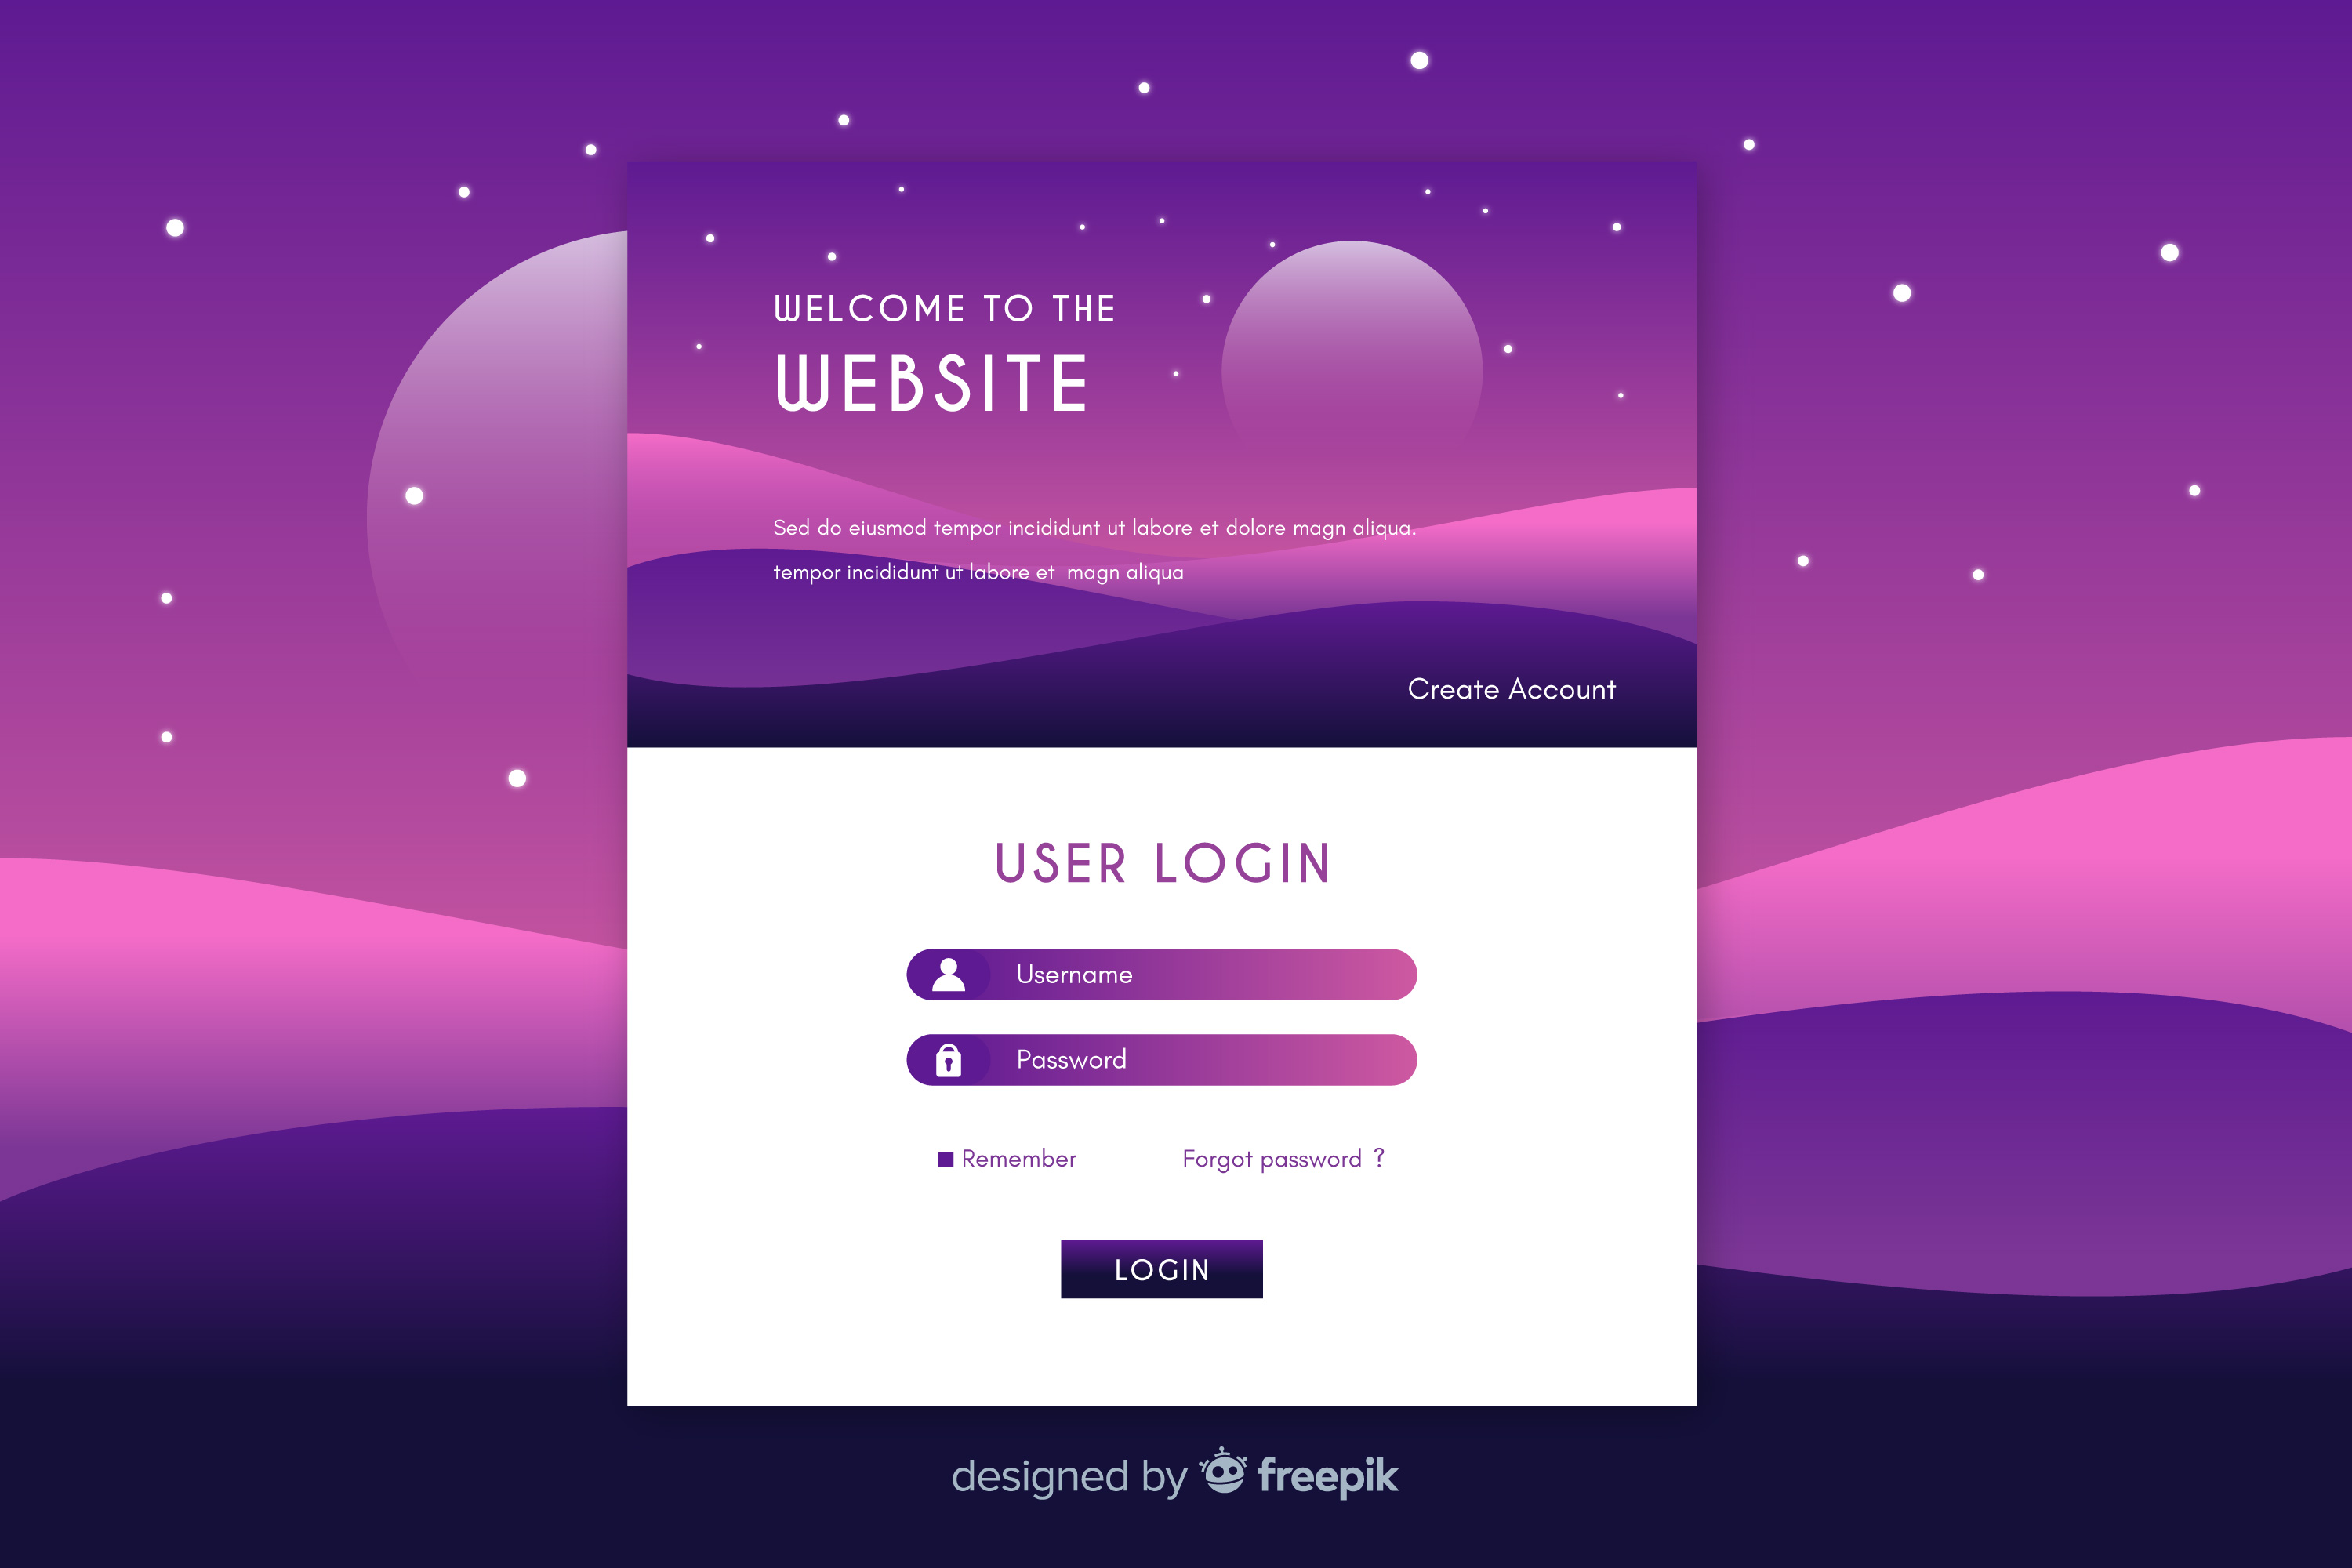 WELCOME TO THE
WEBSITE
Sed do eiusmod tempor incididunt ut labore et dolore magn aliqua.
tempor incididunt ut labore et magn aliqua
Create Account
USER LOGIN
Username
Password
Remember
Forgot password ?
LOGIN
designed by freepik